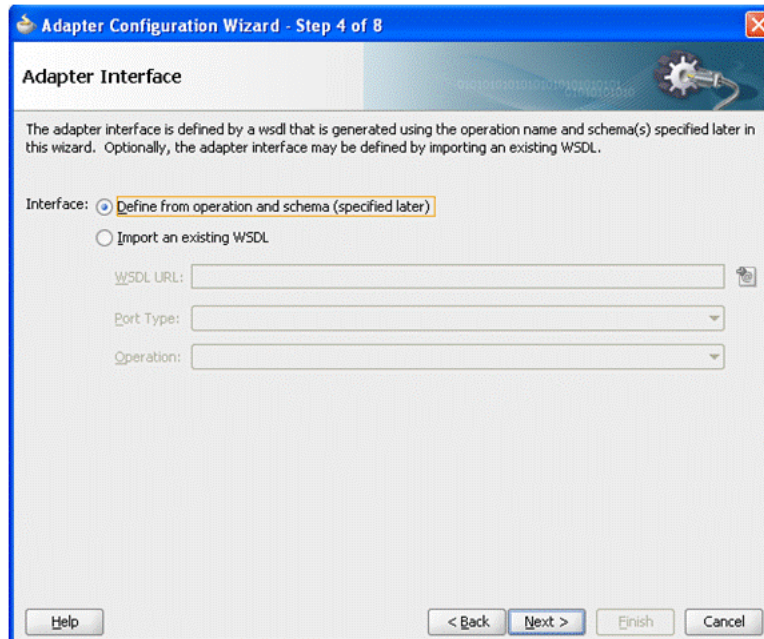 Adapter Configuration Wizard - Step 4 of 8
Adapter Interface
The adapter interface is defined by a wsdl that is generated using the operation name and schema(s) specified later in
this wizard. Optionally, the adapter interface may be defined by importing an existing WSDL.
Interface: Define from operation and schema (specified later)
Import an existing WSDL
WSDL URL:
Port Type:
Operation:
Help < Back Next > Finish Cancel